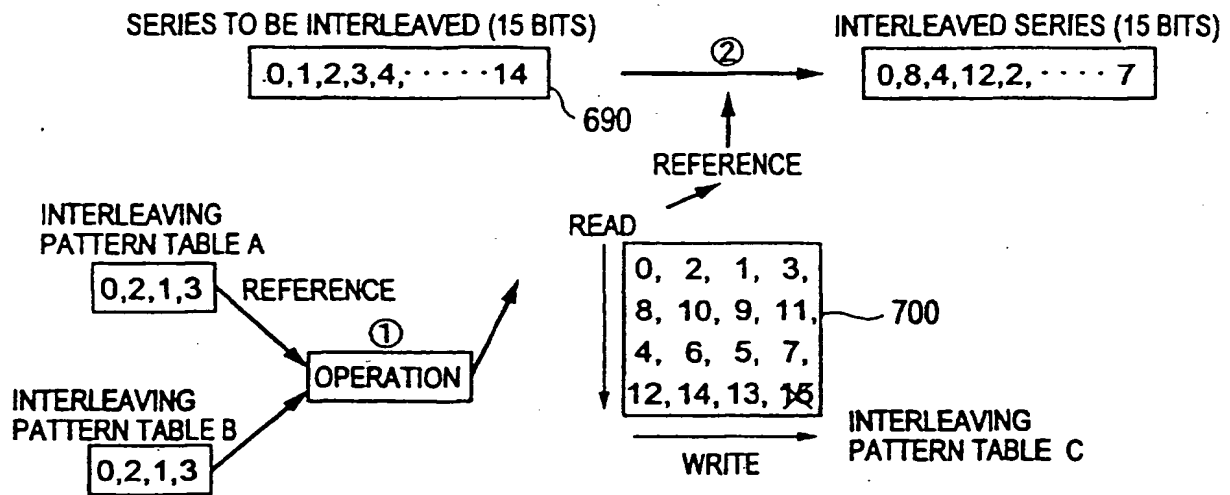 SERIES TO BE INTERLEAVED (15 BITS)
0,1,2,3,4,·····14
690
②
INTERLEAVED SERIES (15 BITS)
0,8,4,12,2,····7
REFERENCE
INTERLEAVING
PATTERN TABLE A
0,2,1,3
REFERENCE
①
OPERATION
INTERLEAVING
PATTERN TABLE B
0,2,1,3
READ
0, 2, 1, 3,
8, 10, 9, 11,
4, 6, 5, 7,
12, 14, 13, 15
700
WRITE
INTERLEAVING
PATTERN TABLE C